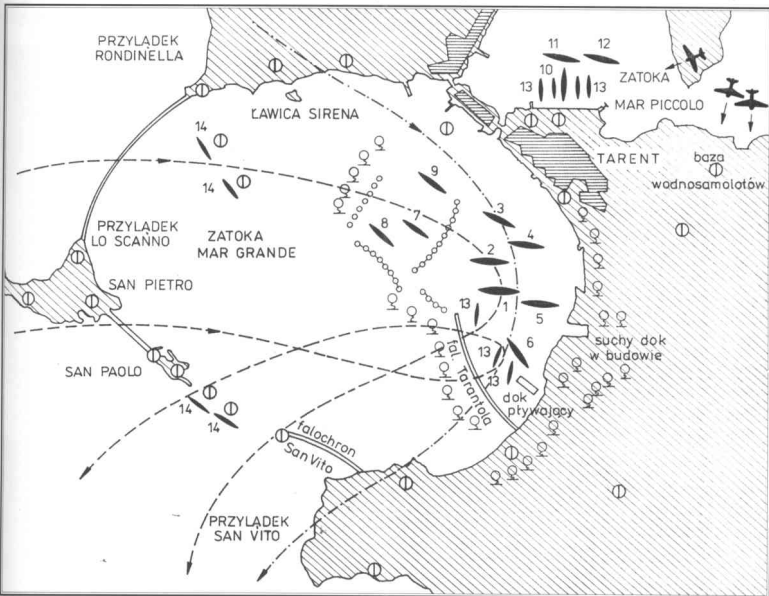 PRZYLĄDEK
RONDINELLA
11
12
10
13
13
ZATOKA
MAR PICCOLO
ŁAWICA SIRENA
14
TARENT
baza
wodnosamolotów
14
9
PRZYLĄDEK
LO SCANNO
ZATOKA
MAR GRANDE
8
7
3
4
2
SAN PIETRO
13
1
5
6
suchy dok
w budowie
SAN PAOLO
13
13
fal. Tarantola
dok
pływający
14
14
falochron
San Vito
PRZYLĄDEK
SAN VITO